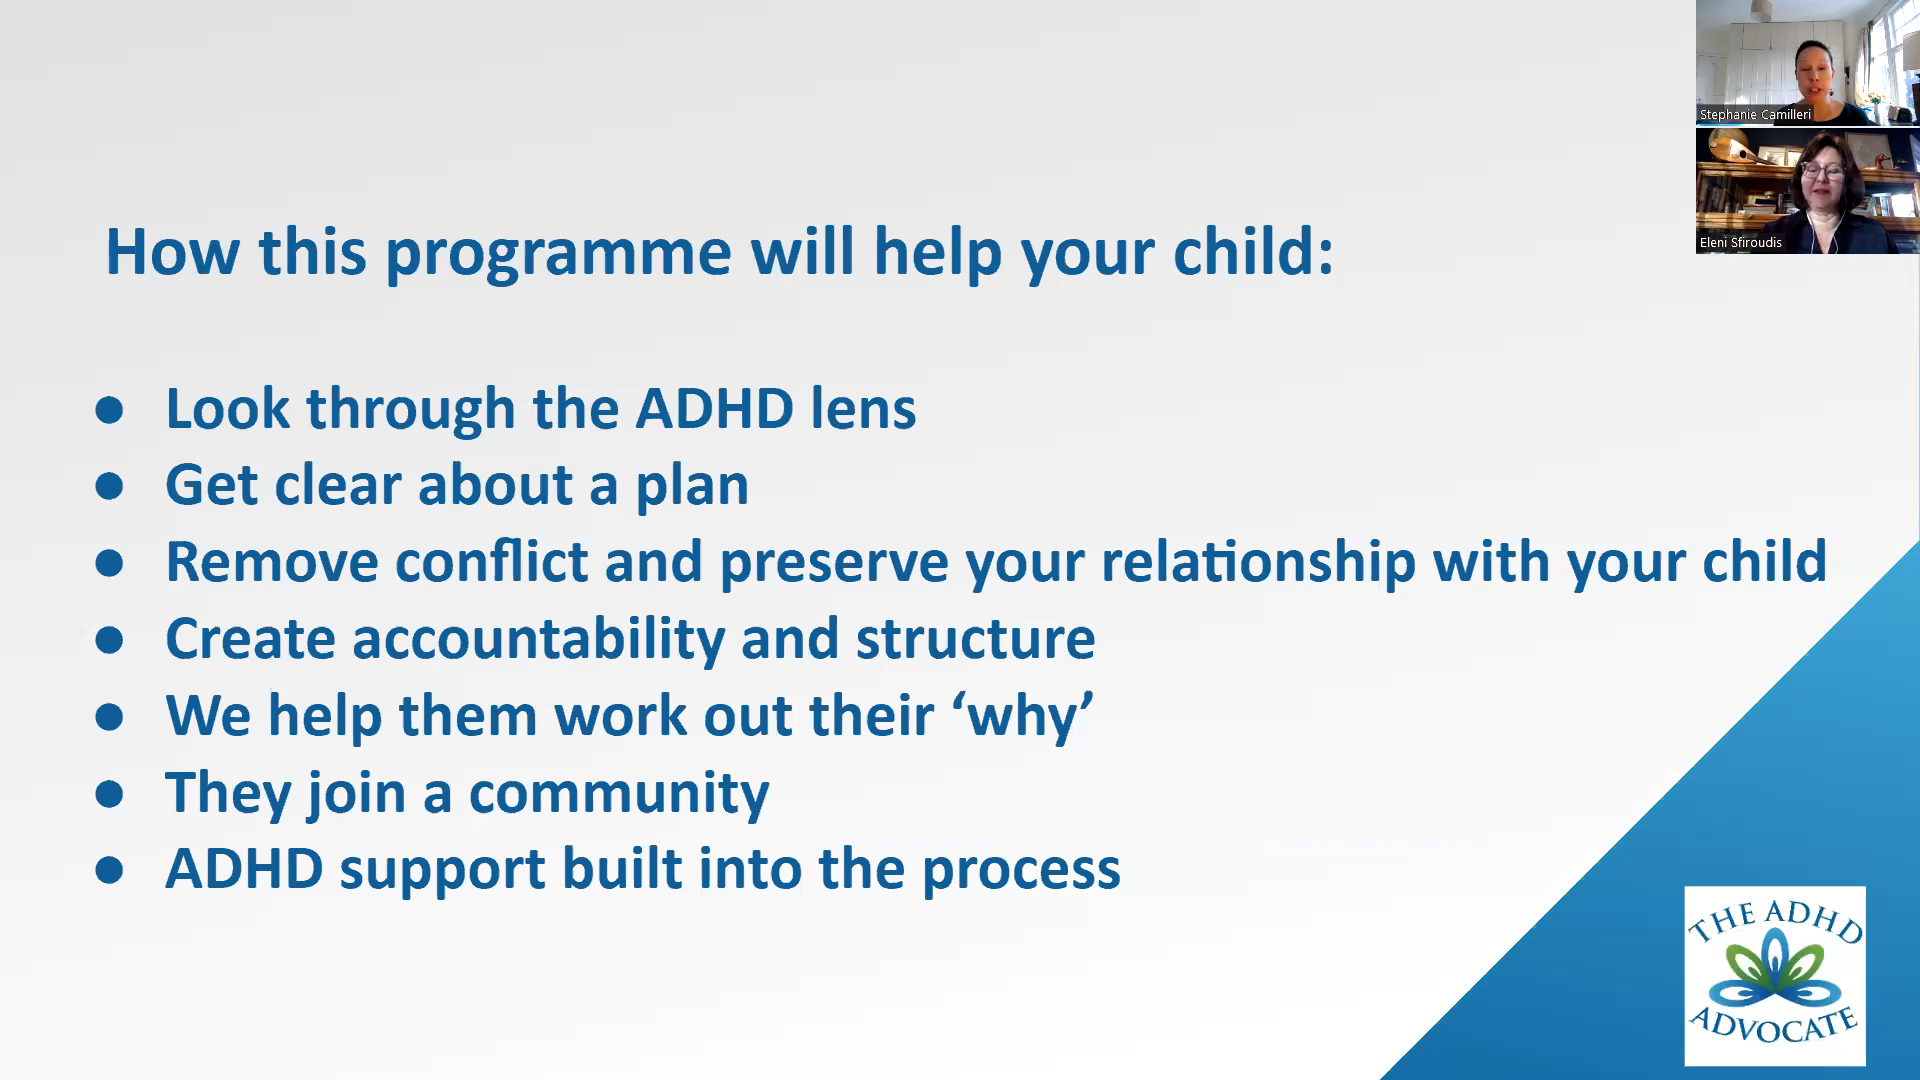 Stephanie Camilleri
Eleni Sfiroudis
How this programme will help your child:
● Look through the ADHD lens
● Get clear about a plan
● Remove conflict and preserve your relationship with your child
● Create accountability and structure
● We help them work out their ‘why’
● They join a community
● ADHD support built into the process
THE ADHD
ADVOCATE